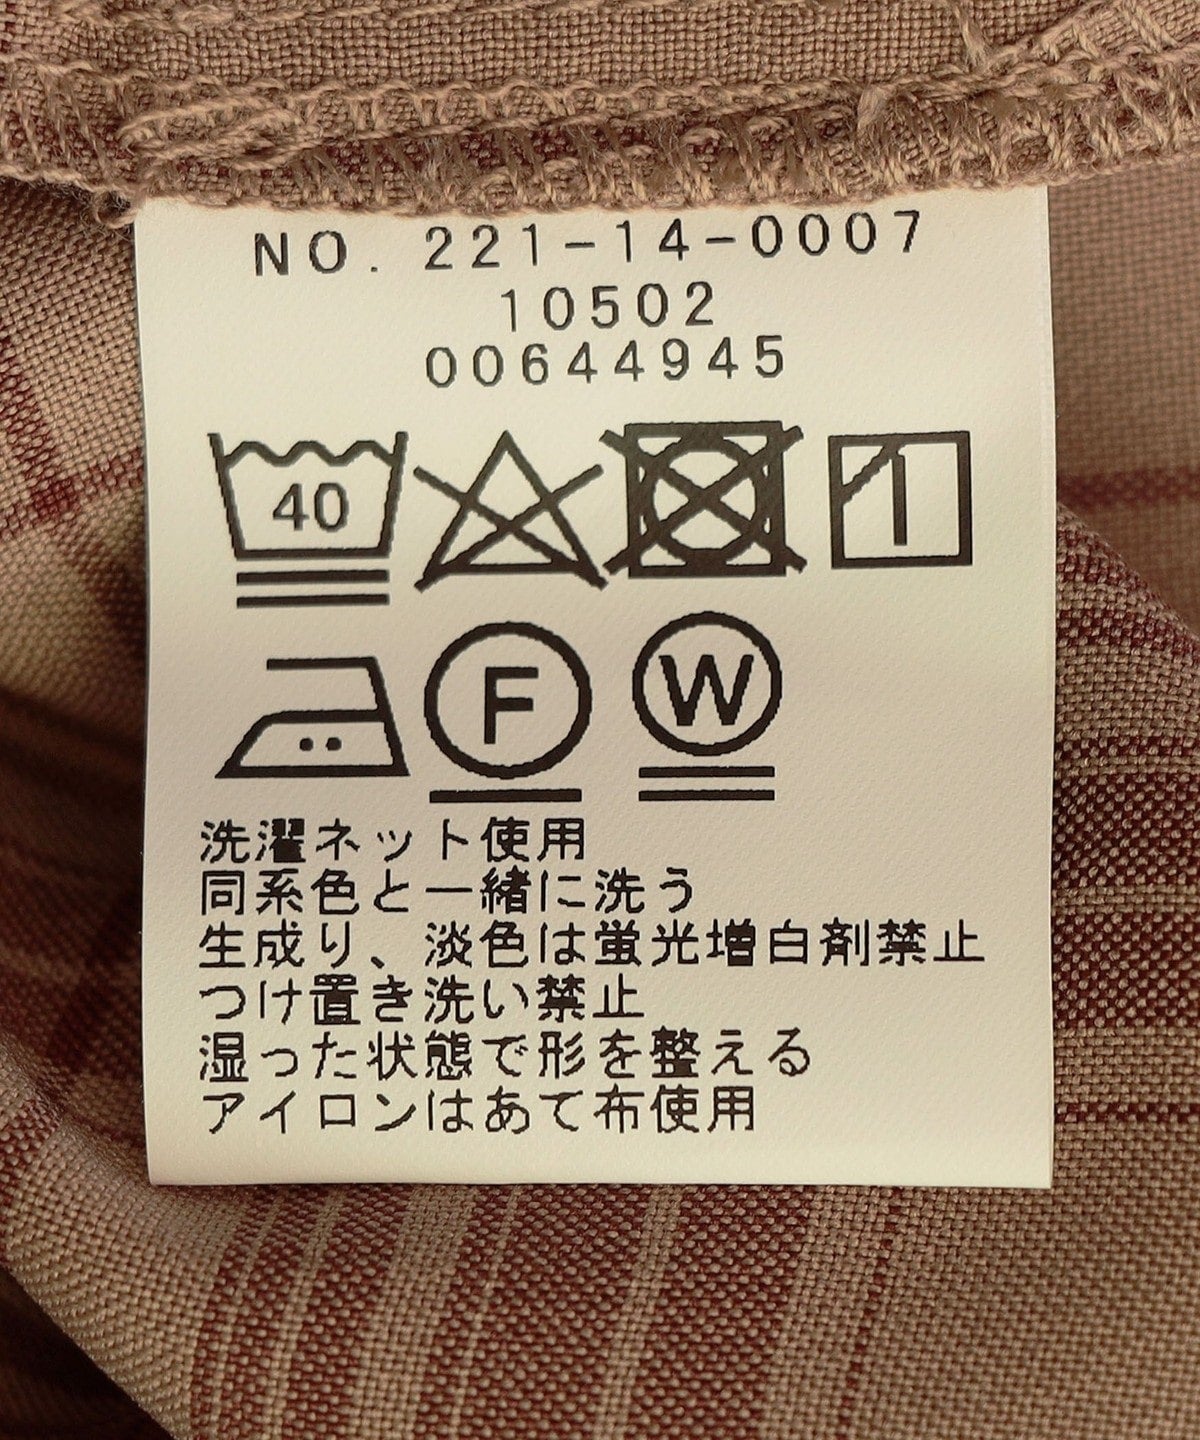 NO. 221-14-0007
10502
00644945
40
F
W
洗濯ネット使用
同系色と一緒に洗う
生成り、淡色は蛍光増白剤禁止
つけ置き洗い禁止
湿った状態で形を整える
アイロンはあて布使用